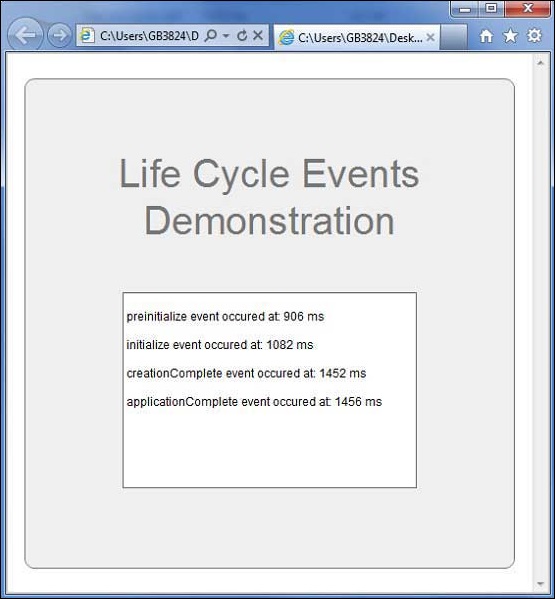 C:\Users\GB3824\D
C:\Users\GB3824\Desk...
Life Cycle Events
Demonstration
preinitialize event occured at: 906 ms
initialize event occured at: 1082 ms
creationComplete event occured at: 1452 ms
applicationComplete event occured at: 1456 ms